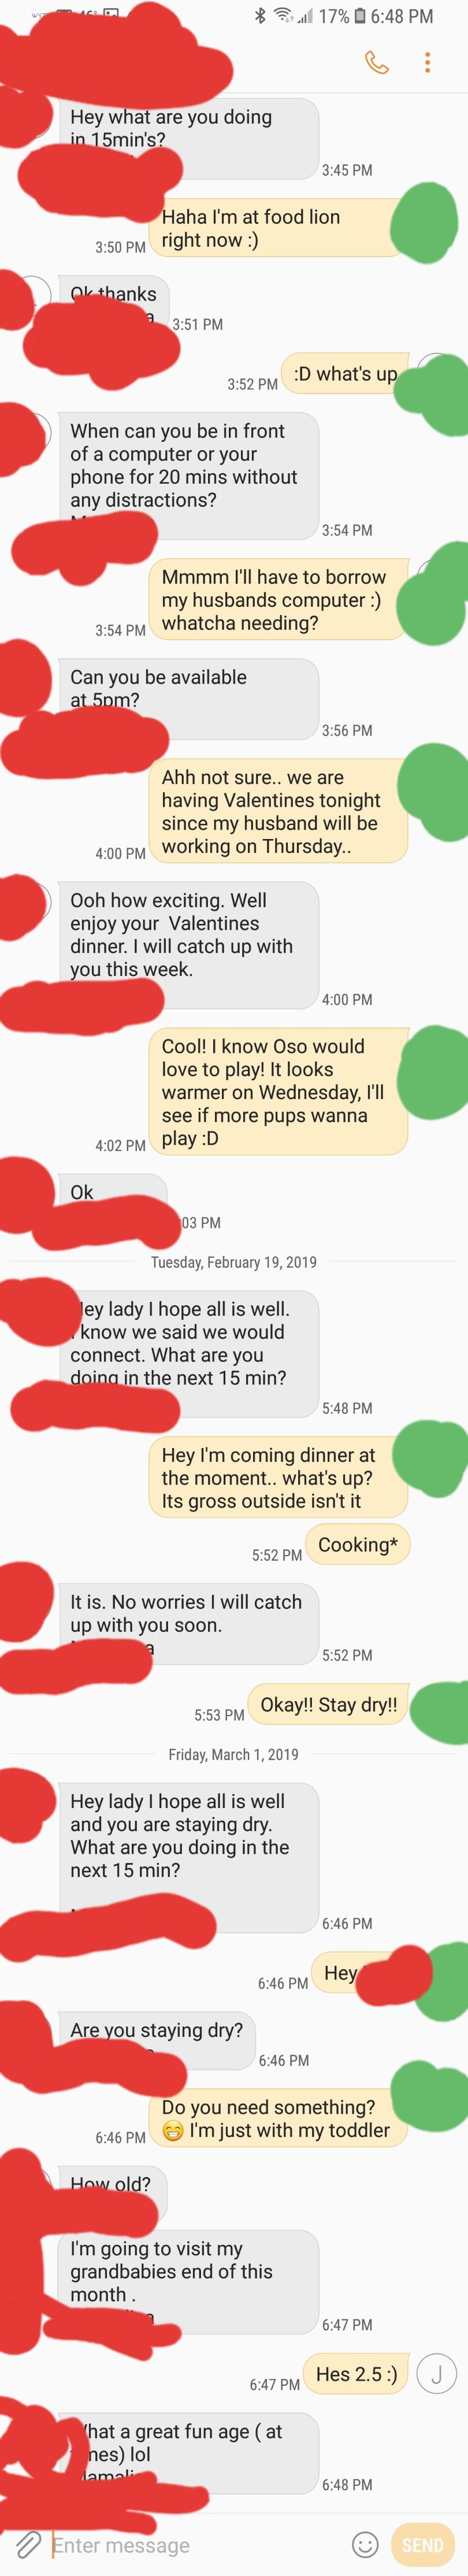 17% 6:48 PM
Hey what are you doing
in 15min's?
3:45 PM
Haha I'm at food lion
right now :)
3:50 PM
Ok thanks
3:51 PM
:D what's up
3:52 PM
When can you be in front
of a computer or your
phone for 20 mins without
any distractions?
3:54 PM
Mmmm I'll have to borrow
my husbands computer :)
whatcha needing?
3:54 PM
Can you be available
at 5pm?
3:56 PM
Ahh not sure.. we are
having Valentines tonight
since my husband will be
working on Thursday..
4:00 PM
Ooh how exciting. Well
enjoy your Valentines
dinner. I will catch up with
you this week.
4:00 PM
Cool! I know Oso would
love to play! It looks
warmer on Wednesday, I'll
see if more pups wanna
play :D
4:02 PM
Ok
:03 PM
Tuesday, February 19, 2019
Hey lady I hope all is well.
I know we said we would
connect. What are you
doing in the next 15 min?
5:48 PM
Hey I'm coming dinner at
the moment.. what's up?
Its gross outside isn't it
Cooking*
5:52 PM
It is. No worries I will catch
up with you soon.
a
5:52 PM
Okay!! Stay dry!!
5:53 PM
Friday, March 1, 2019
Hey lady I hope all is well
and you are staying dry.
What are you doing in the
next 15 min?
6:46 PM
Hey
6:46 PM
Are you staying dry?
6:46 PM
Do you need something?
😁 I'm just with my toddler
6:46 PM
How old?
I'm going to visit my
grandbabies end of this
month .
a
6:47 PM
Hes 2.5 :)
J
6:47 PM
What a great fun age ( at
times) lol
6:48 PM
Enter message
SEND